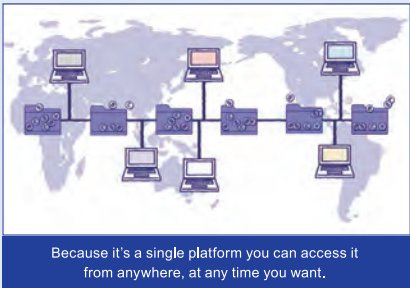 Because it's a single platform you can access it
from anywhere, at any time you want.